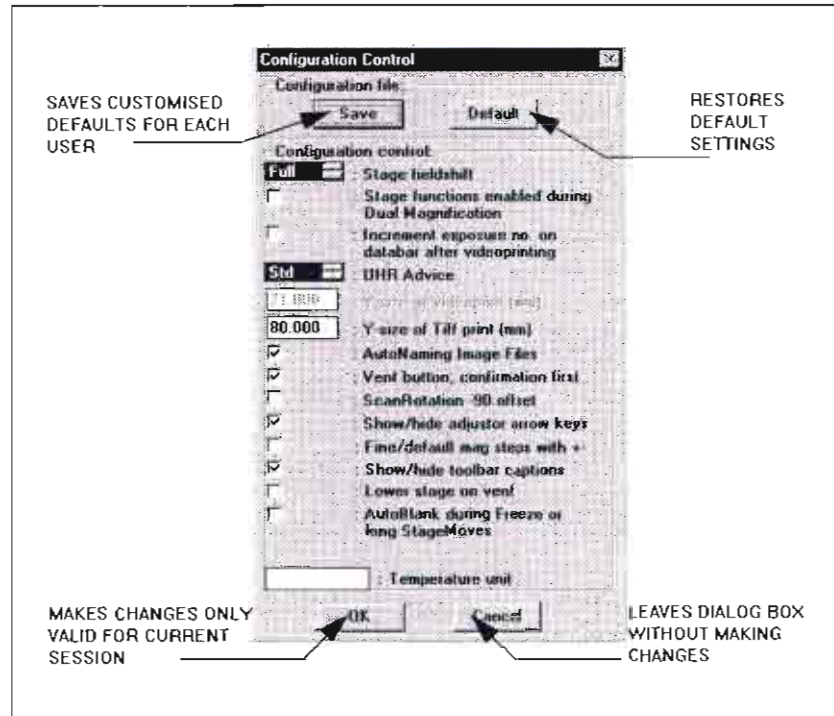 Configuration Control
Configuration file
SAVES CUSTOMISED
DEFAULTS FOR EACH
USER
Save
Default
RESTORES
DEFAULT
SETTINGS
Configuration control:
Full : Stage fieldshift
: Stage functions enabled during
Dual Magnification
: Increment exposure no. on
databar after videoprinting
Std : UHR Advice
80.000 : Y-size of Tiff print (mm)
: AutoNaming Image Files
: Vent button, confirmation first
: ScanRotation -90 offset
: Show/hide adjustor arrow keys
: Fine/default mag steps with +-
: Show/hide toolbar captions
: Lower stage on vent
: AutoBlank during Freeze or
long StageMoves
: Temperature unit
MAKES CHANGES ONLY
VALID FOR CURRENT
SESSION
OK
Cancel
LEAVES DIALOG BOX
WITHOUT MAKING
CHANGES